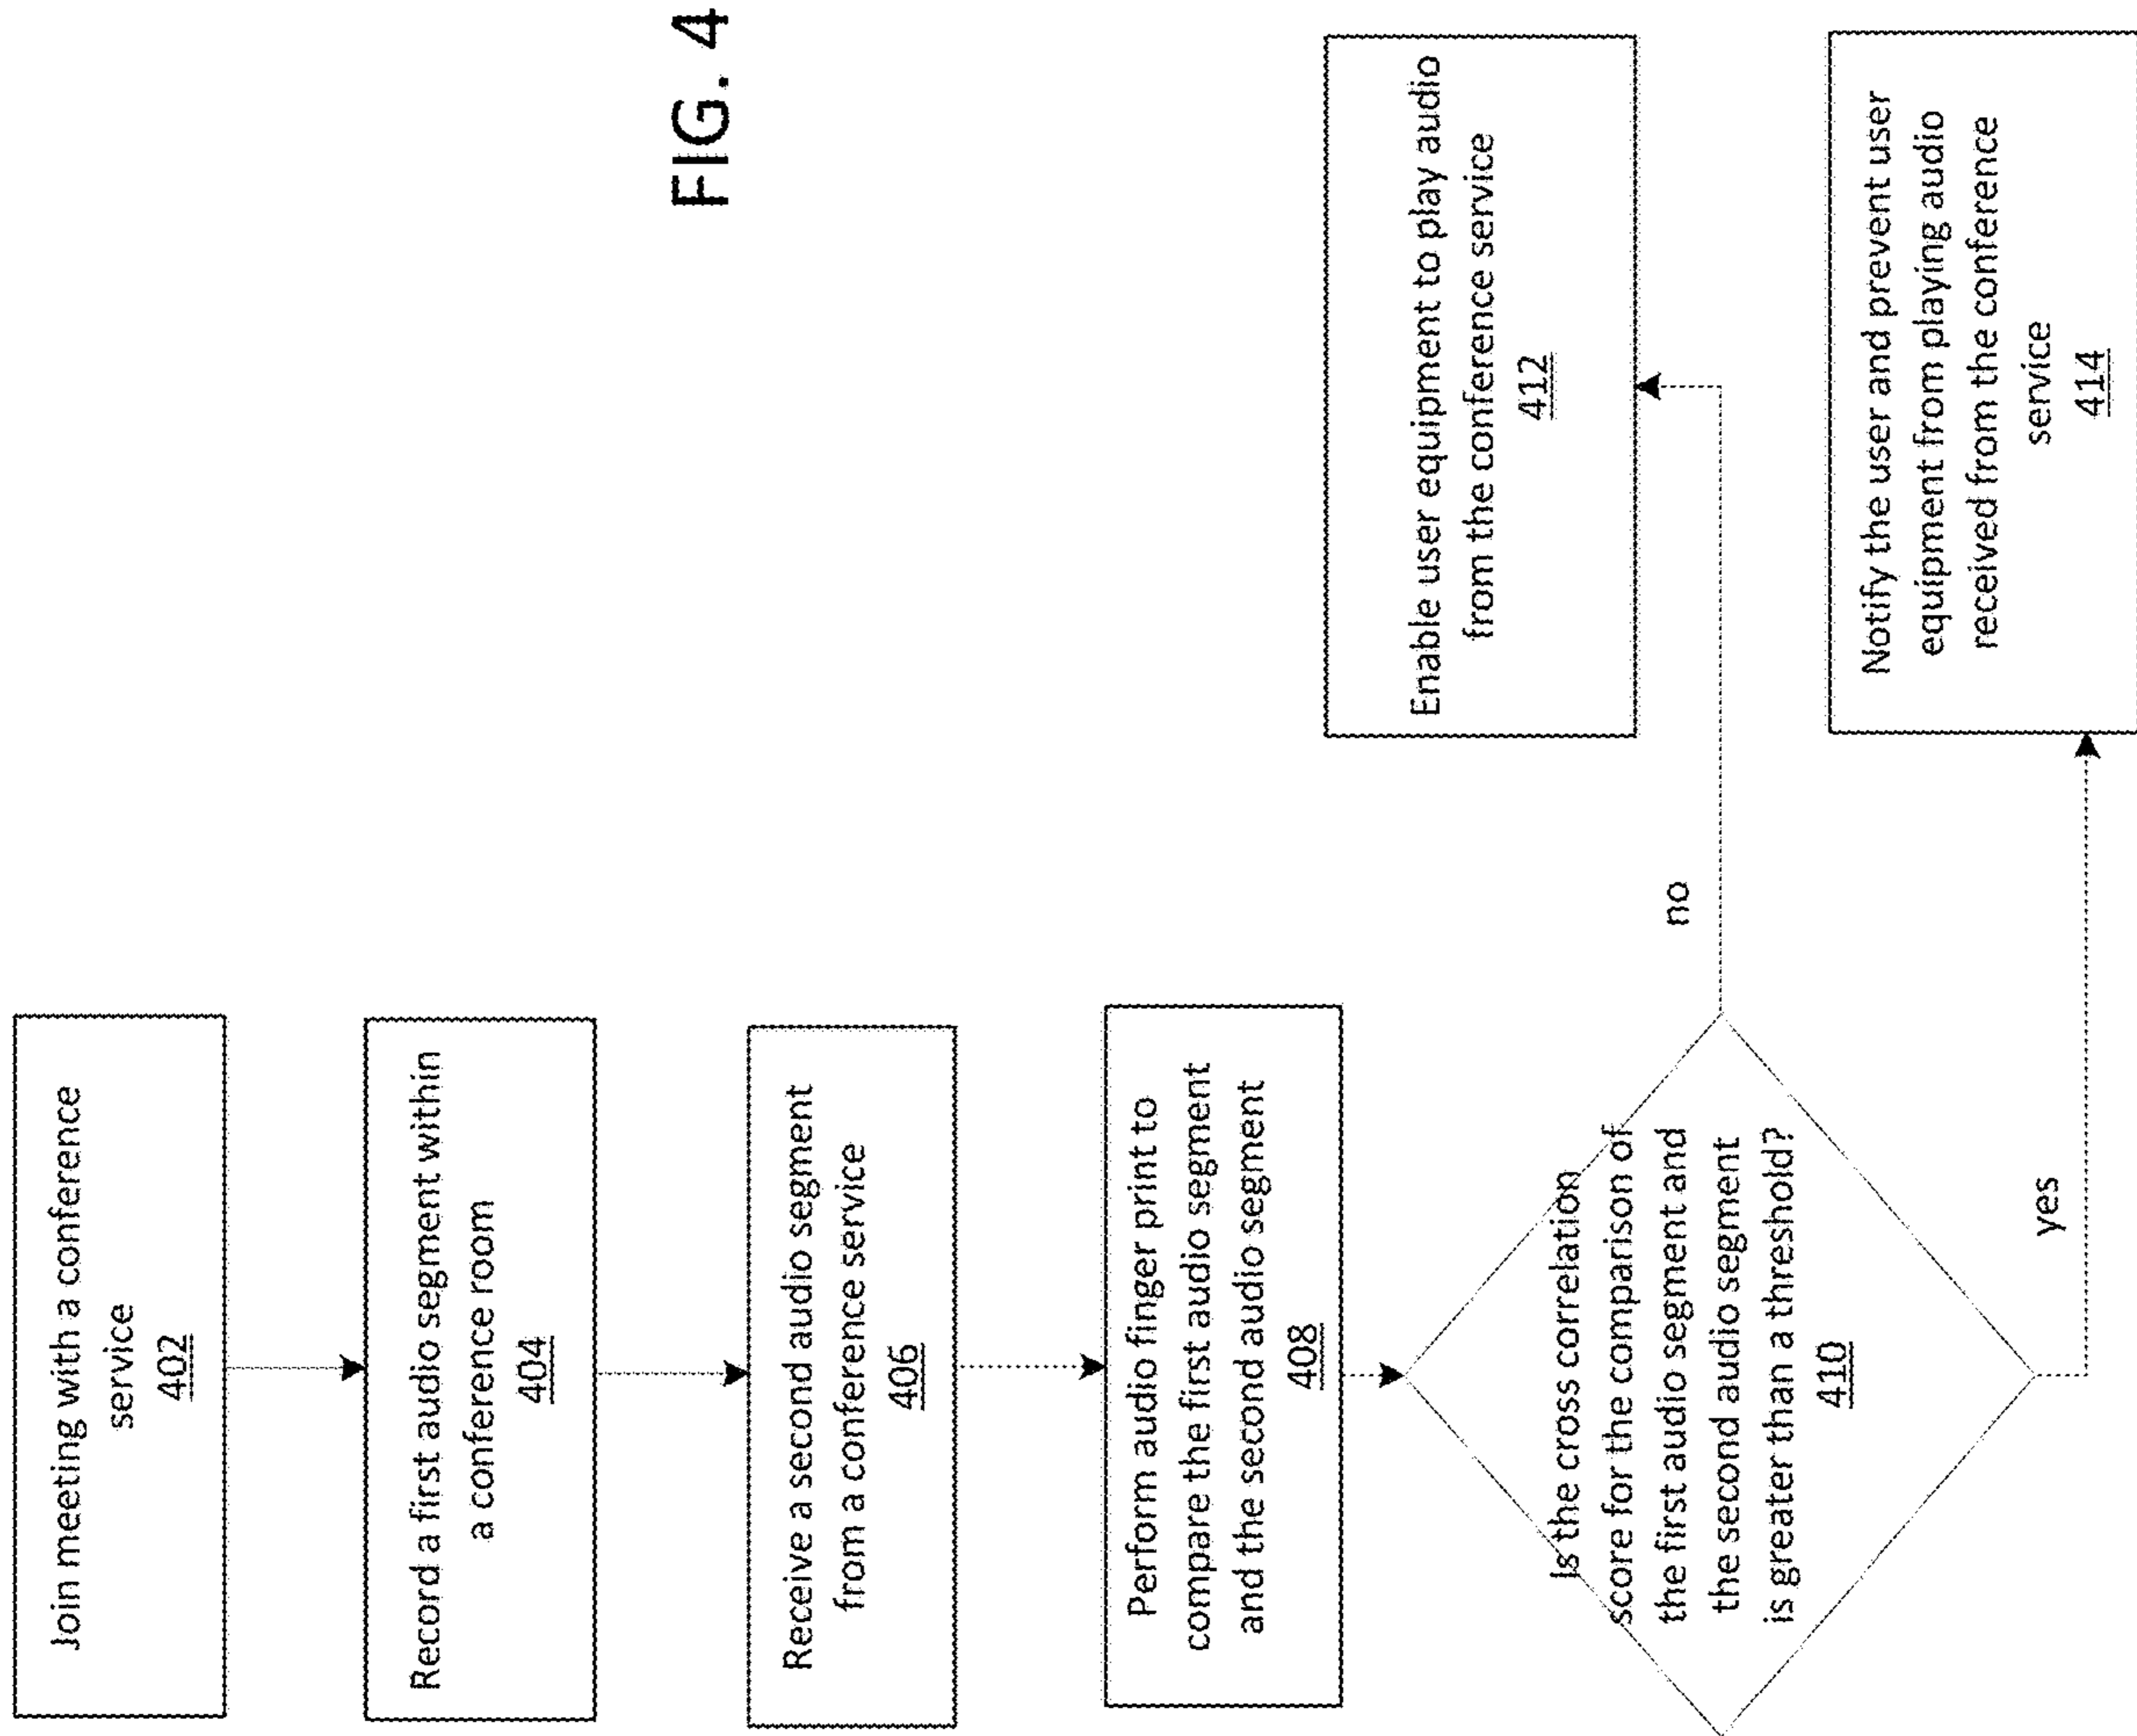 Join meeting with a conference
service
402
Record a first audio segment within
a conference room
404
Receive a second audio segment
from a conference service
406
Perform audio finger print to
compare the first audio segment
and the second audio segment
408
Is the cross correlation
score for the comparison of
the first audio segment and
the second audio segment
is greater than a threshold?
410
no
yes
Enable user equipment to play audio
from the conference service
412
Notify the user and prevent user
equipment from playing audio
received from the conference
service
414
FIG. 4